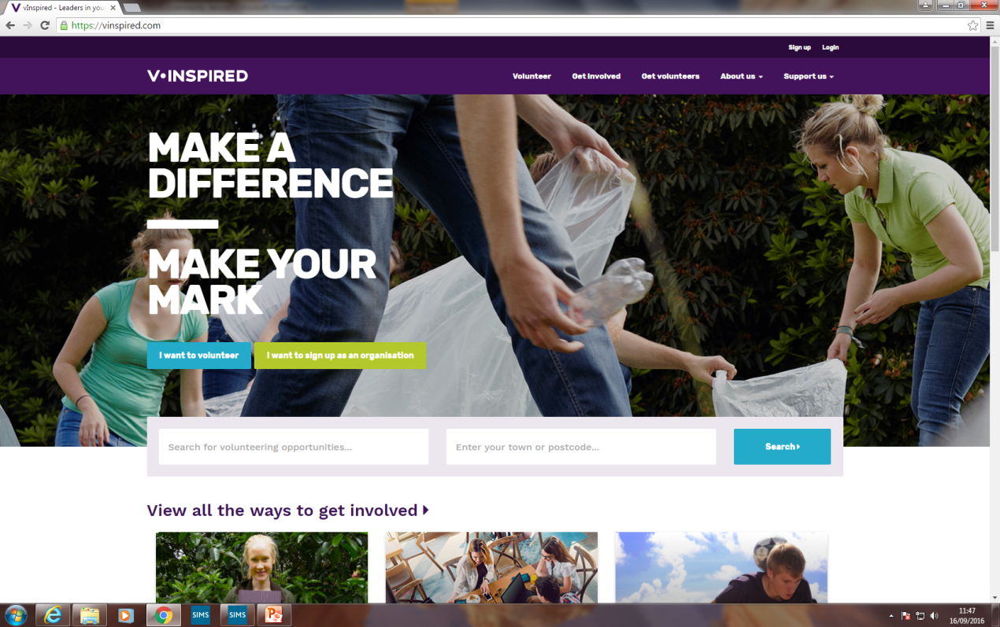 vInspired - Leaders in you
https://vinspired.com
Sign up Login
V•INSPIRED
Volunteer Get Involved Get volunteers About us Support us
MAKE A
DIFFERENCE
MAKE YOUR
MARK
I want to volunteer I want to sign up as an organisation
Search for volunteering opportunities... Enter your town or postcode... Search
View all the ways to get involved
SIMS SIMS
11:47
16/09/2016